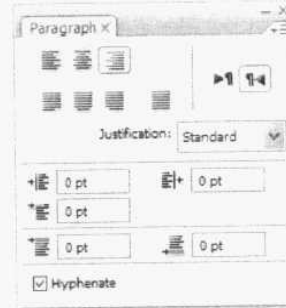 Paragraph ×
Justification: Standard
0 pt 0 pt
0 pt
0 pt 0 pt
Hyphenate